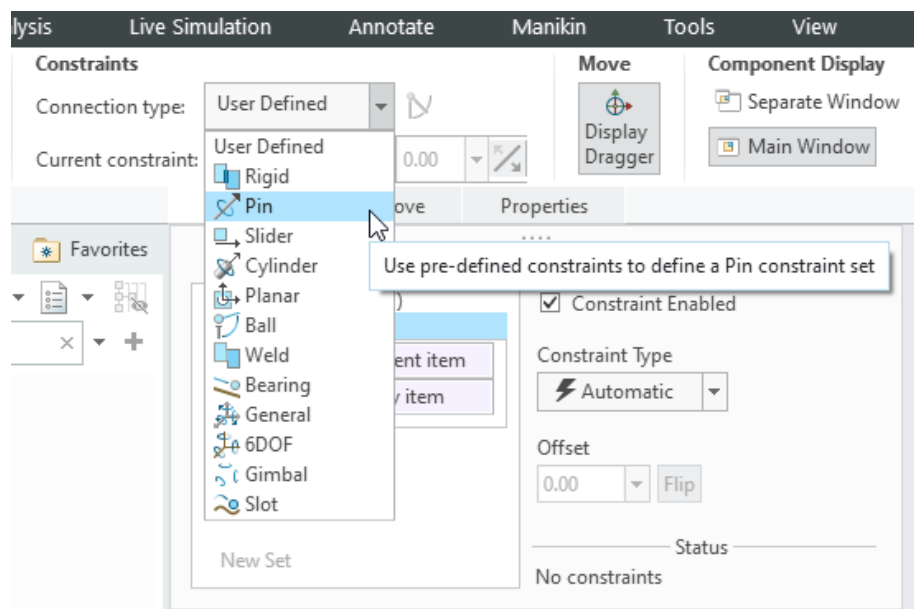 lysis Live Simulation Annotate Manikin Tools View
Constraints Move Component Display
Connection type: User Defined Separate Window
Display Dragger
Main Window
Current constraint: 0.00
User Defined
Rigid
Pin
Slider
Cylinder
Planar
Ball
Weld
Bearing
General
6DOF
Gimbal
Slot
ove Properties
Favorites
Use pre-defined constraints to define a Pin constraint set
)
ent item
y item
New Set
Constraint Enabled
Constraint Type
Automatic
Offset
0.00 Flip
Status
No constraints